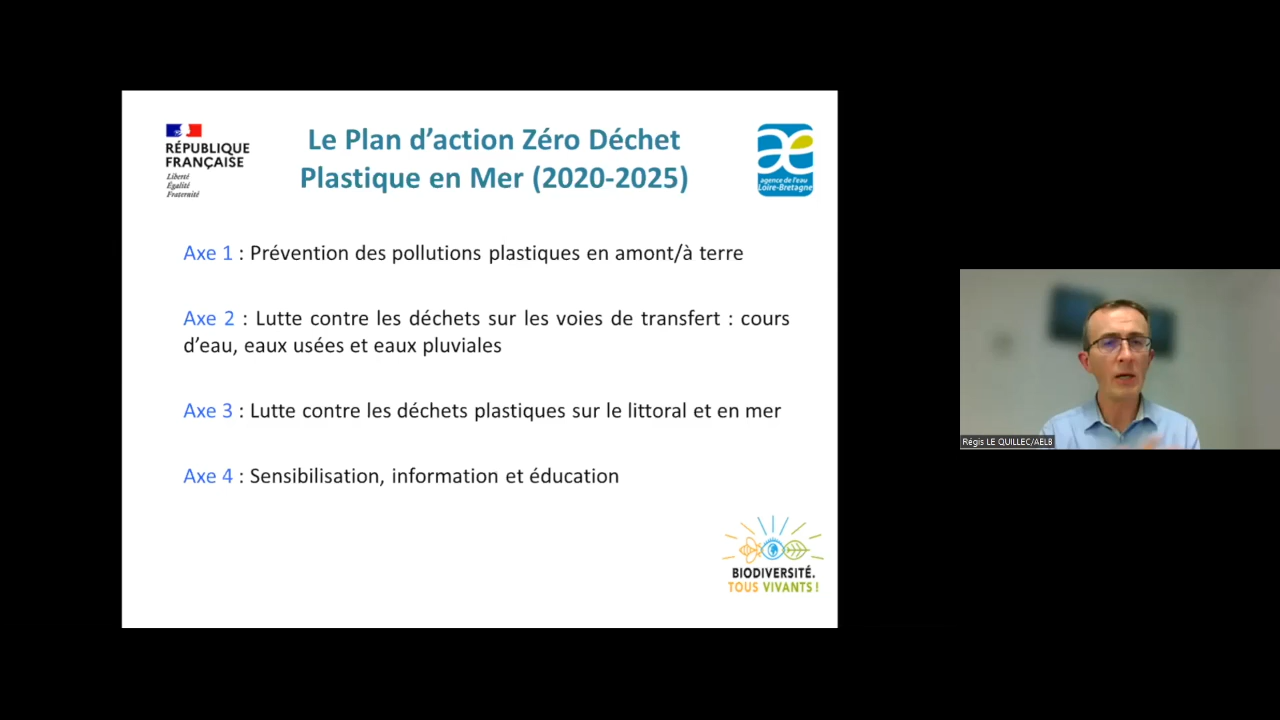 RÉPUBLIQUE
FRANÇAISE
Liberté
Égalité
Fraternité
Le Plan d’action Zéro Déchet
Plastique en Mer (2020-2025)
agence de l'eau
Loire-Bretagne
Axe 1 : Prévention des pollutions plastiques en amont/à terre
Axe 2 : Lutte contre les déchets sur les voies de transfert : cours
d’eau, eaux usées et eaux pluviales
Axe 3 : Lutte contre les déchets plastiques sur le littoral et en mer
Axe 4 : Sensibilisation, information et éducation
BIODIVERSITÉ.
TOUS VIVANTS !
Régis LE QUILLEC/AELB